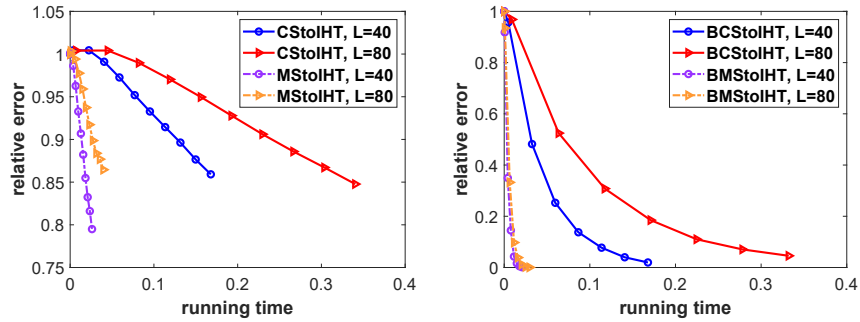 1.05
1
0.95
0.9
0.85
0.8
0.75
relative error
0
0.1
0.2
0.3
0.4
running time
CStoIHT, L=40
CStoIHT, L=80
MStoIHT, L=40
MStoIHT, L=80
1
0.8
0.6
0.4
0.2
0
relative error
0
0.1
0.2
0.3
0.4
running time
BCStoIHT, L=40
BCStoIHT, L=80
BMStoIHT, L=40
BMStoIHT, L=80